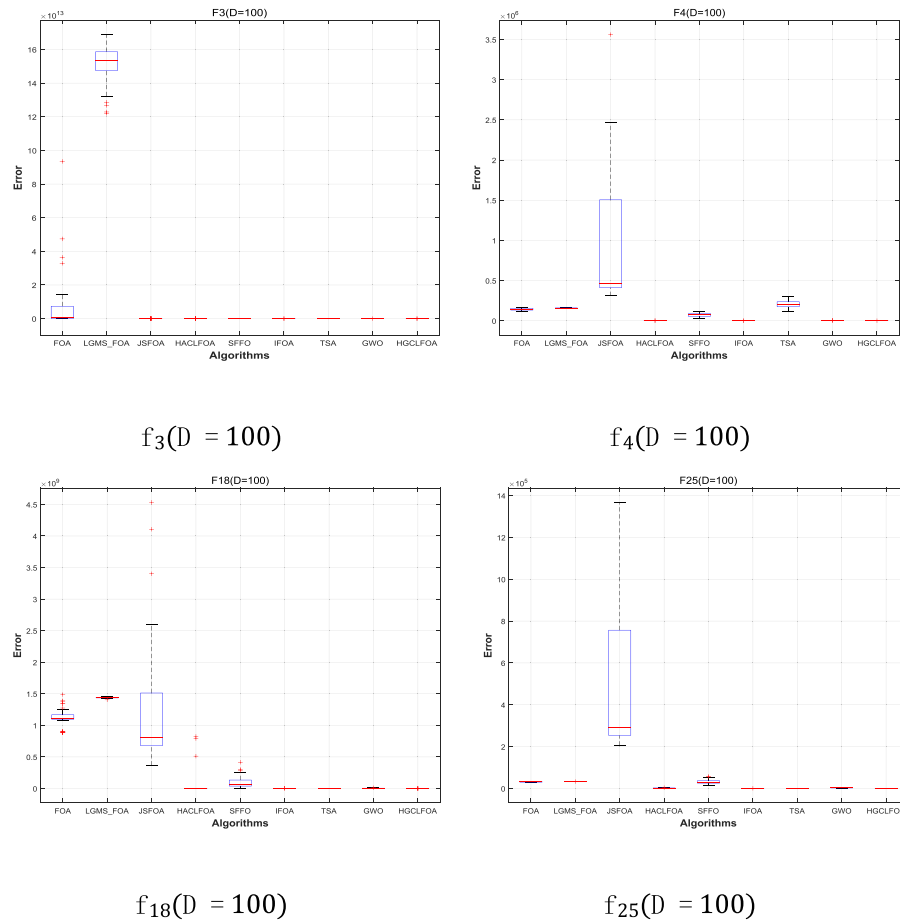 F3(D=100)
×10^13
16
14
12
10
8
6
4
2
0
Error
FOA LGMS_FOA JSFOA HACLFOA SFFO IFOA TSA GWO HGCLFOA
Algorithms
f3(D = 100)
F4(D=100)
×10^6
3.5
3
2.5
2
1.5
1
0.5
0
Error
FOA LGMS_FOA JSFOA HACLFOA SFFO IFOA TSA GWO HGCLFOA
Algorithms
f4(D = 100)
F18(D=100)
×10^9
4.5
4
3.5
3
2.5
2
1.5
1
0.5
0
Error
FOA LGMS_FOA JSFOA HACLFOA SFFO IFOA TSA GWO HGCLFOA
Algorithms
f18(D = 100)
F25(D=100)
×10^5
14
12
10
8
6
4
2
0
Error
FOA LGMS_FOA JSFOA HACLFOA SFFO IFOA TSA GWO HGCLFO
Algorithms
f25(D = 100)